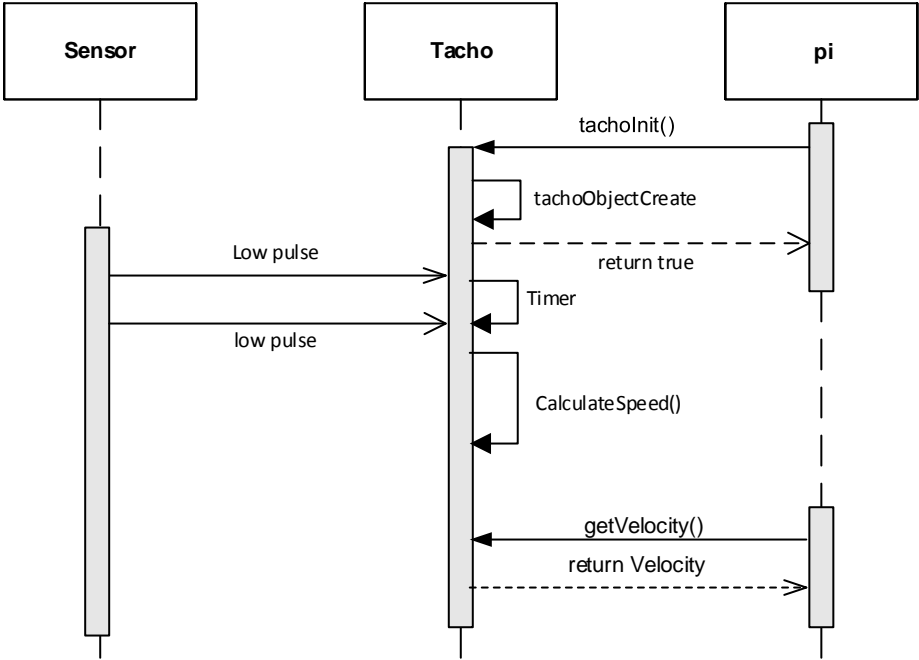 Sensor
Tacho
pi
tachoInit()
tachoObjectCreate
return true
Low pulse
Timer
low pulse
CalculateSpeed()
getVelocity()
return Velocity